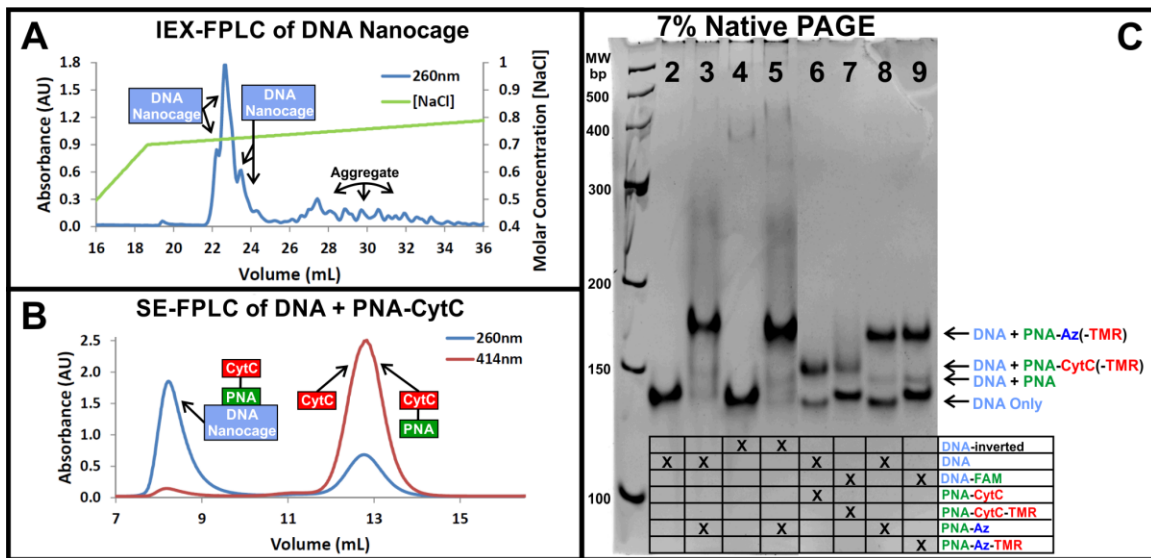 A
IEX-FPLC of DNA Nanocage
Absorbance (AU)
1.8
1.5
1.2
0.9
0.6
0.3
0.0
DNA Nanocage
DNA Nanocage
260nm
[NaCl]
Aggregate
1
0.9
0.8
0.7
0.6
0.5
0.4
Molar Concentration [NaCl]
16 18 20 22 24 26 28 30 32 34 36
Volume (mL)
B
SE-FPLC of DNA + PNA-CytC
Absorbance (AU)
2.5
2.0
1.5
1.0
0.5
0.0
260nm
414nm
CytC
PNA
DNA
Nanocage
CytC
CytC
PNA
7 9 11 13 15
Volume (mL)
7% Native PAGE
C
MW
bp
2 3 4 5 6 7 8 9
500
400
300
200
150
100
DNA + PNA-Az(-TMR)
DNA + PNA-CytC(-TMR)
DNA + PNA
DNA Only
X X DNA-inverted
X X X X DNA
X X DNA-FAM
X PNA-CytC
X PNA-CytC-TMR
X X X PNA-Az
X PNA-Az-TMR